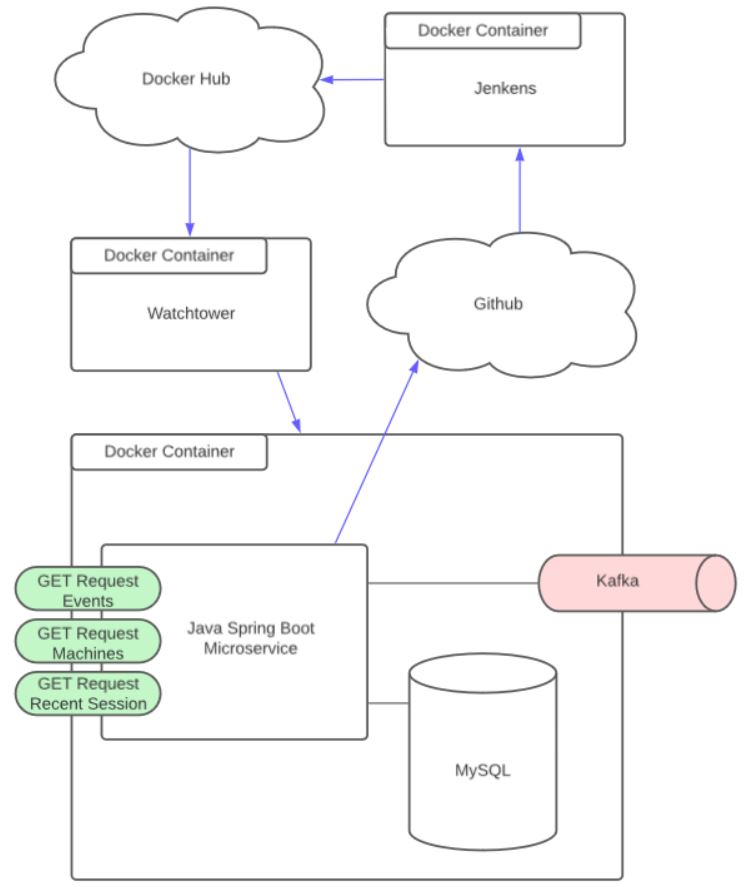 Docker Hub
Docker Container
Jenkens
Docker Container
Watchtower
Github
Docker Container
GET Request
Events
GET Request
Machines
GET Request
Recent Session
Java Spring Boot
Microservice
Kafka
MySQL